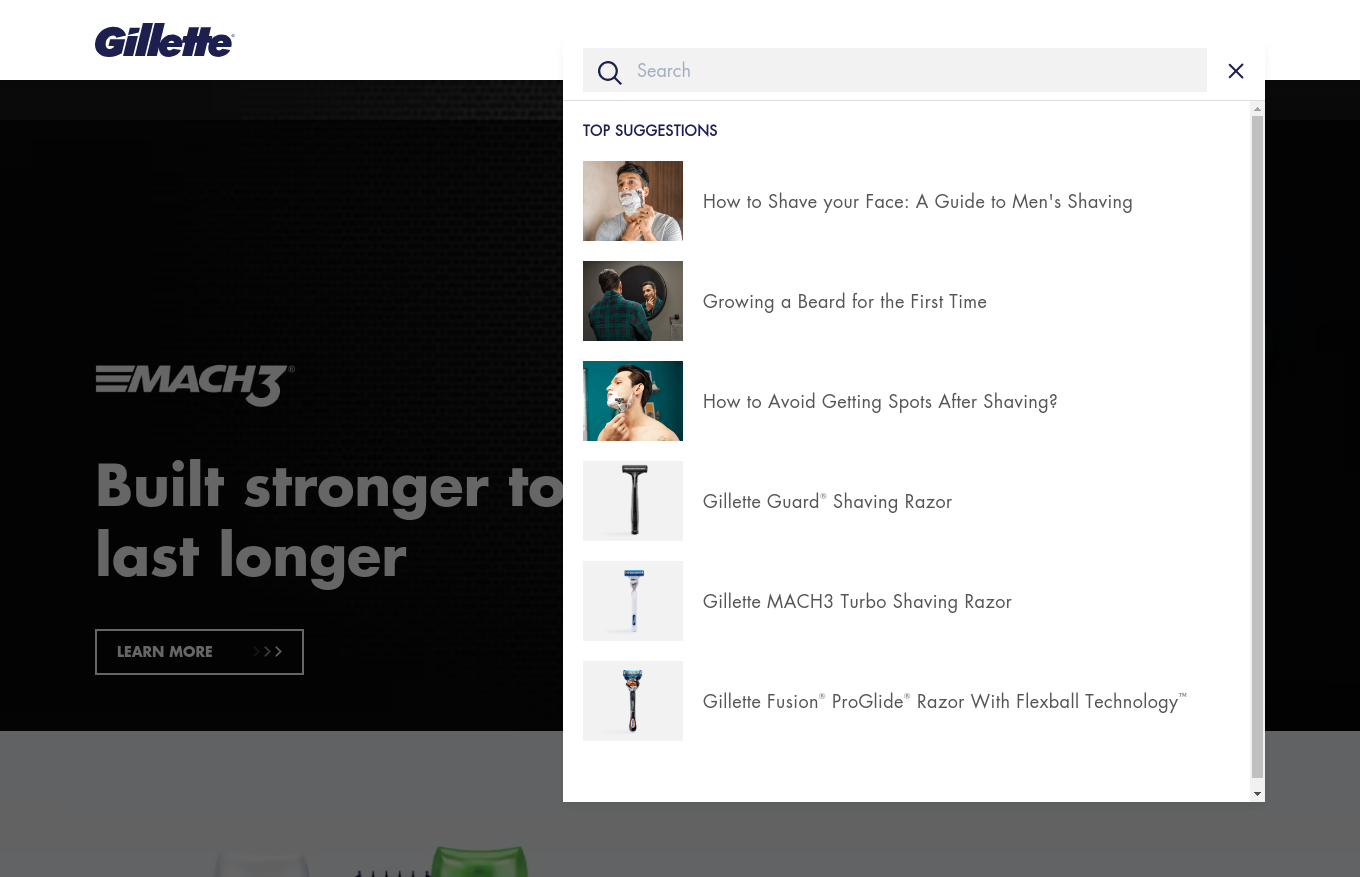 Gillette
Search
TOP SUGGESTIONS
How to Shave your Face: A Guide to Men's Shaving
Growing a Beard for the First Time
How to Avoid Getting Spots After Shaving?
Gillette Guard® Shaving Razor
Gillette MACH3 Turbo Shaving Razor
Gillette Fusion® ProGlide® Razor With Flexball Technology™
MACH3®
Built stronger to
last longer
LEARN MORE